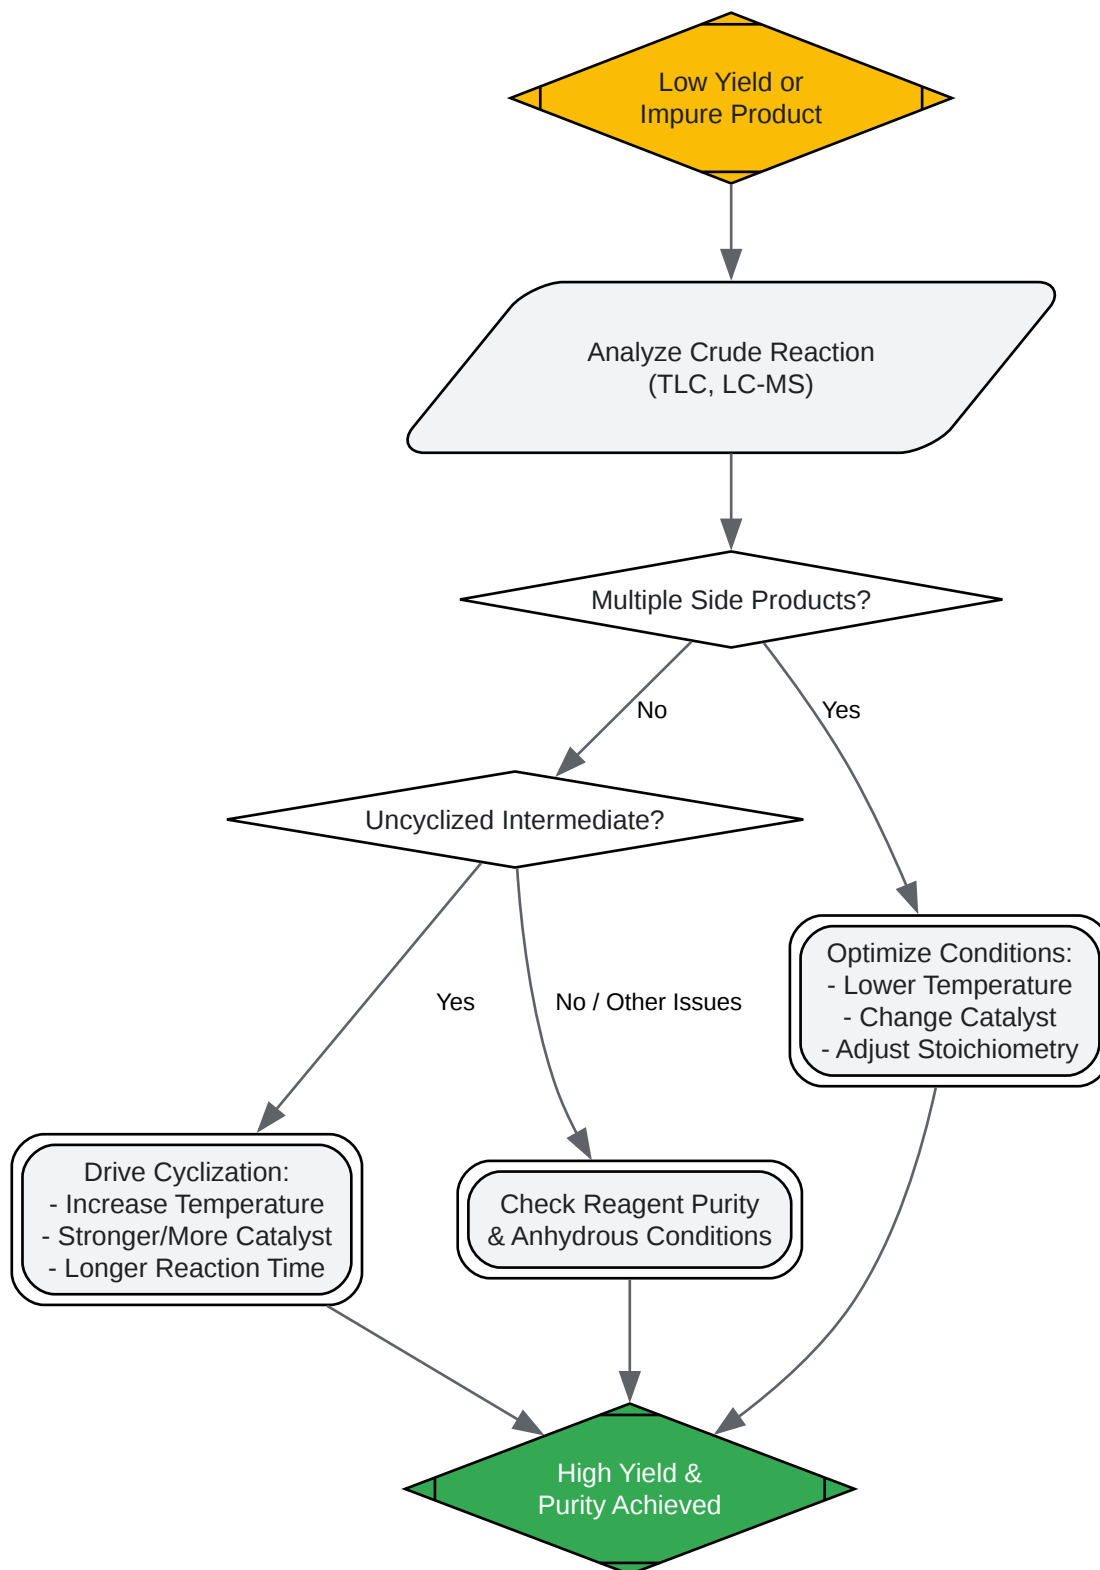 Low Yield or
Impure Product
Analyze Crude Reaction
(TLC, LC-MS)
Multiple Side Products?
No
Yes
Uncyclized Intermediate?
Optimize Conditions:
- Lower Temperature
- Change Catalyst
- Adjust Stoichiometry
Yes
No / Other Issues
Drive Cyclization:
- Increase Temperature
- Stronger/More Catalyst
- Longer Reaction Time
Check Reagent Purity
& Anhydrous Conditions
High Yield &
Purity Achieved